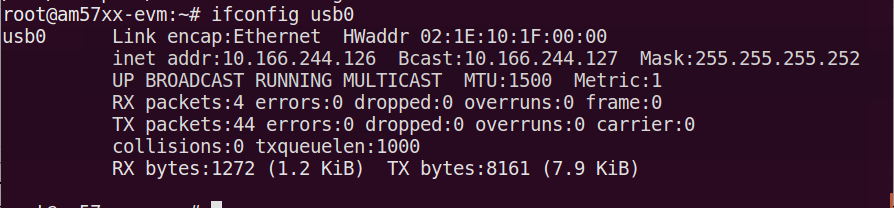 root@am57xx-evm:~# ifconfig usb0
usb0      Link encap:Ethernet  HWaddr 02:1E:10:1F:00:00
          inet addr:10.166.244.126  Bcast:10.166.244.127  Mask:255.255.255.252
          UP BROADCAST RUNNING MULTICAST  MTU:1500  Metric:1
          RX packets:4 errors:0 dropped:0 overruns:0 frame:0
          TX packets:44 errors:0 dropped:0 overruns:0 carrier:0
          collisions:0 txqueuelen:1000
          RX bytes:1272 (1.2 KiB)  TX bytes:8161 (7.9 KiB)